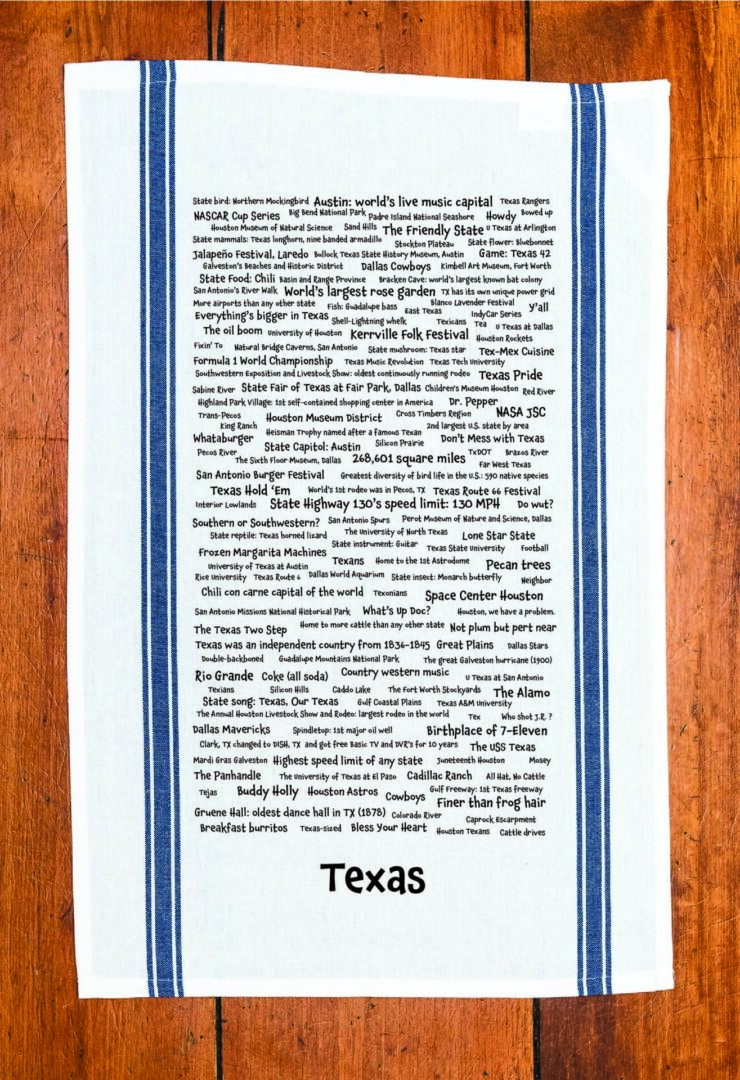 State bird: Northern Mockingbird Austin: world's live music capital Texas Rangers
NASCAR Cup Series Big Bend National Park Padre Island National Seashore Howdy Bowed up
Houston Museum of Natural Science Sand Hills The Friendly State U Texas at Arlington
State mammals: Texas longhorn, nine banded armadillo Stockton Plateau State flower: Bluebonnet
Jalapeño Festival, Laredo Bullock Texas State History Museum, Austin Game: Texas 42
Galveston's Beaches and Historic District Dallas Cowboys Kimbell Art Museum, Fort Worth
State Food: Chili Basin and Range Province Bracken Cave: world's largest known bat colony
San Antonio's River Walk World's largest rose garden TX has its own unique power grid
More airports than any other state Fish: Guadalupe bass Blanco Lavender Festival
Everything's bigger in Texas Shell-Lightning whelk East Texas IndyCar Series Y'all
The oil boom University of Houston Kerrville Folk Festival Texicans Tea U Texas at Dallas
Houston Rockets
Fixin' To Natural Bridge Caverns, San Antonio State mushroom: Texas star Tex-Mex Cuisine
Formula 1 World Championship Texas Music Revolution Texas Tech University
Southwestern Exposition and Livestock Show: oldest continuously running rodeo Texas Pride
Sabine River State Fair of Texas at Fair Park, Dallas Children's Museum Houston Red River
Highland Park Village: 1st self-contained shopping center in America Dr. Pepper
Trans-Pecos Houston Museum District Cross Timbers Region NASA JSC
King Ranch Heisman Trophy named after a famous Texan 2nd largest U.S. state by area
Whataburger State Capitol: Austin Silicon Prairie Don't Mess with Texas
Pecos River The Sixth Floor Museum, Dallas 268,601 square miles TxDOT Brazos River
Far West Texas
San Antonio Burger Festival Greatest diversity of bird life in the U.S.: 590 native species
Texas Hold 'Em World's 1st rodeo was in Pecos, TX Texas Route 66 Festival
Interior Lowlands State Highway 130's speed limit: 130 MPH Do wut?
Southern or Southwestern? San Antonio Spurs Perot Museum of Nature and Science, Dallas
State reptile: Texas horned lizard The University of North Texas Lone Star State
Frozen Margarita Machines State instrument: Guitar Texas State University Football
University of Texas at Austin Texans Home to the 1st Astrodome Pecan trees
Rice University Texas Route 6 Dallas World Aquarium State insect: Monarch butterfly Neighbor
Chili con carne capital of the world Texonians Space Center Houston
San Antonio Missions National Historical Park What's Up Doc? Houston, we have a problem.
The Texas Two Step Home to more cattle than any other state Not plum but pert near
Texas was an independent country from 1836-1845 Great Plains Dallas Stars
Double-backboned Guadalupe Mountains National Park The great Galveston hurricane (1900)
Rio Grande Coke (all soda) Country western music U Texas at San Antonio
Texians Silicon Hills Caddo Lake The Fort Worth Stockyards The Alamo
State song: Texas, Our Texas Gulf Coastal Plains Texas A&M University
The Annual Houston Livestock Show and Rodeo: largest rodeo in the world Tex Who shot J.R. ?
Dallas Mavericks Spindletop: 1st major oil well Birthplace of 7-Eleven
Clark, TX changed to DISH, TX and got free Basic TV and DVR's for 10 years The USS Texas
Mardi Gras Galveston Highest speed limit of any state Juneteenth Houston Mosey
The Panhandle The University of Texas at El Paso Cadillac Ranch All Hat, No Cattle
Tejas Buddy Holly Houston Astros Cowboys Gulf Freeway: 1st Texas freeway
Finer than frog hair
Gruene Hall: oldest dance hall in TX (1878) Colorado River Caprock Escarpment
Breakfast burritos Texas-sized Bless Your Heart Houston Texans Cattle drives
Texas